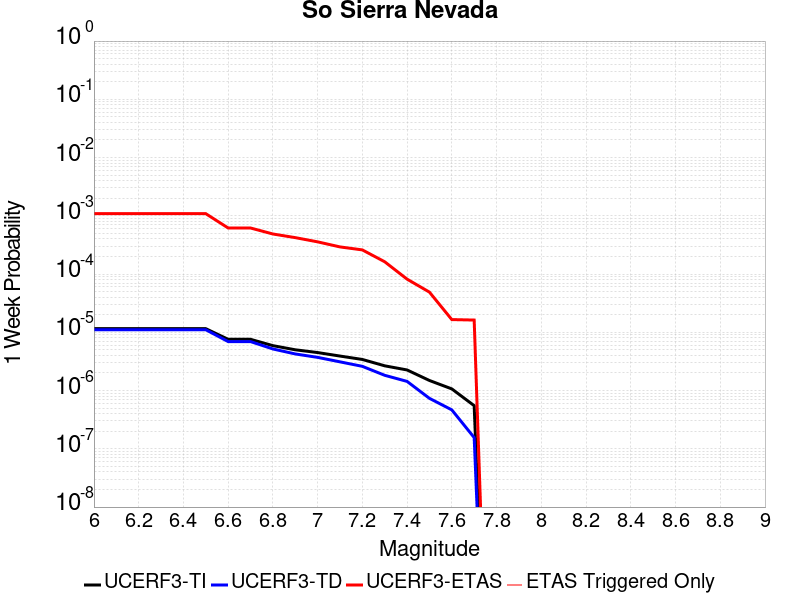 So Sierra Nevada
10^0
10^-1
10^-2
10^-3
10^-4
10^-5
10^-6
10^-7
10^-8
1 Week Probability
6 6.2 6.4 6.6 6.8 7 7.2 7.4 7.6 7.8 8 8.2 8.4 8.6 8.8 9
Magnitude
UCERF3-TI UCERF3-TD UCERF3-ETAS ETAS Triggered Only